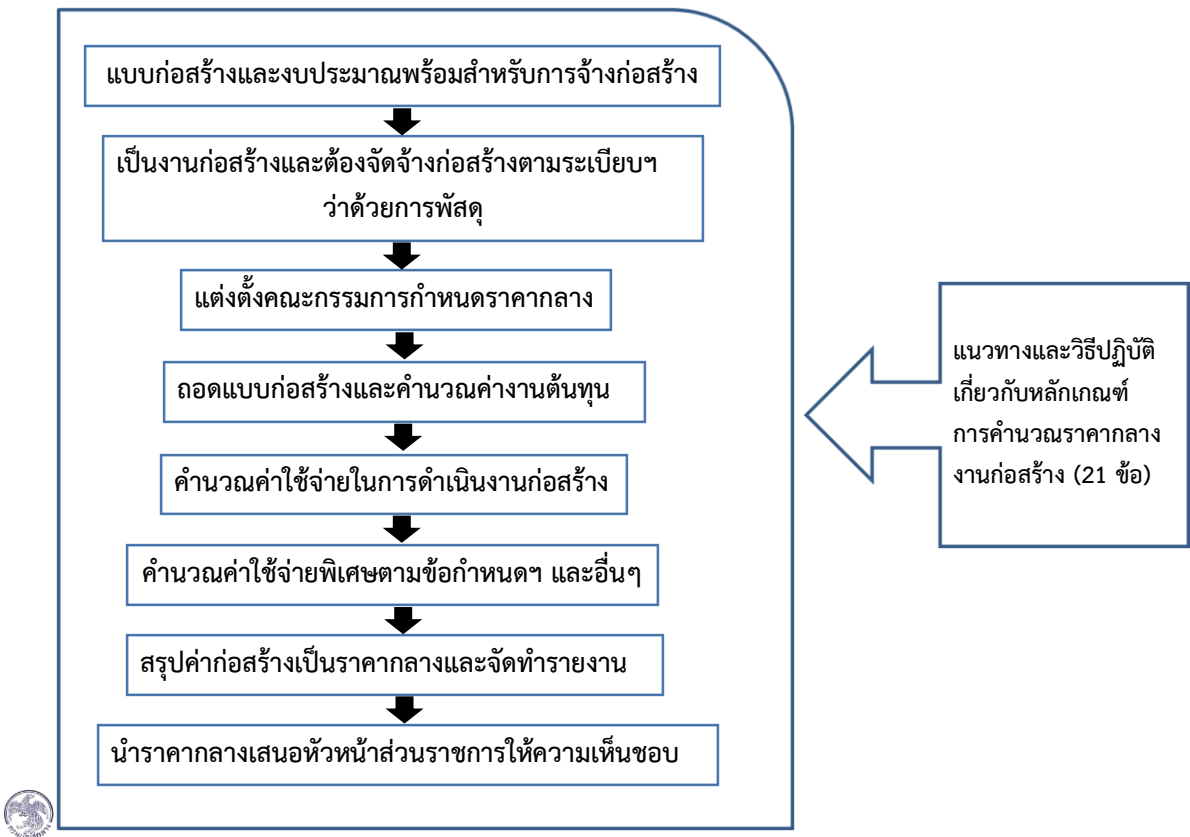 แบบก่อสร้างและงบประมาณพร้อมสำหรับการจ้างก่อสร้าง
เป็นงานก่อสร้างและต้องจัดจ้างก่อสร้างตามระเบียบฯ
ว่าด้วยการพัสดุ
แต่งตั้งคณะกรรมการกำหนดราคากลาง
ถอดแบบก่อสร้างและคำนวณค่างานต้นทุน
คำนวณค่าใช้จ่ายในการดำเนินงานก่อสร้าง
คำนวณค่าใช้จ่ายพิเศษตามข้อกำหนดฯ และอื่นๆ
สรุปค่าก่อสร้างเป็นราคากลางและจัดทำรายงาน
นำราคากลางเสนอหัวหน้าส่วนราชการให้ความเห็นชอบ
แนวทางและวิธีปฏิบัติ
เกี่ยวกับหลักเกณฑ์
การคำนวณราคากลาง
งานก่อสร้าง (21 ข้อ)
กรมบัญชีกลาง